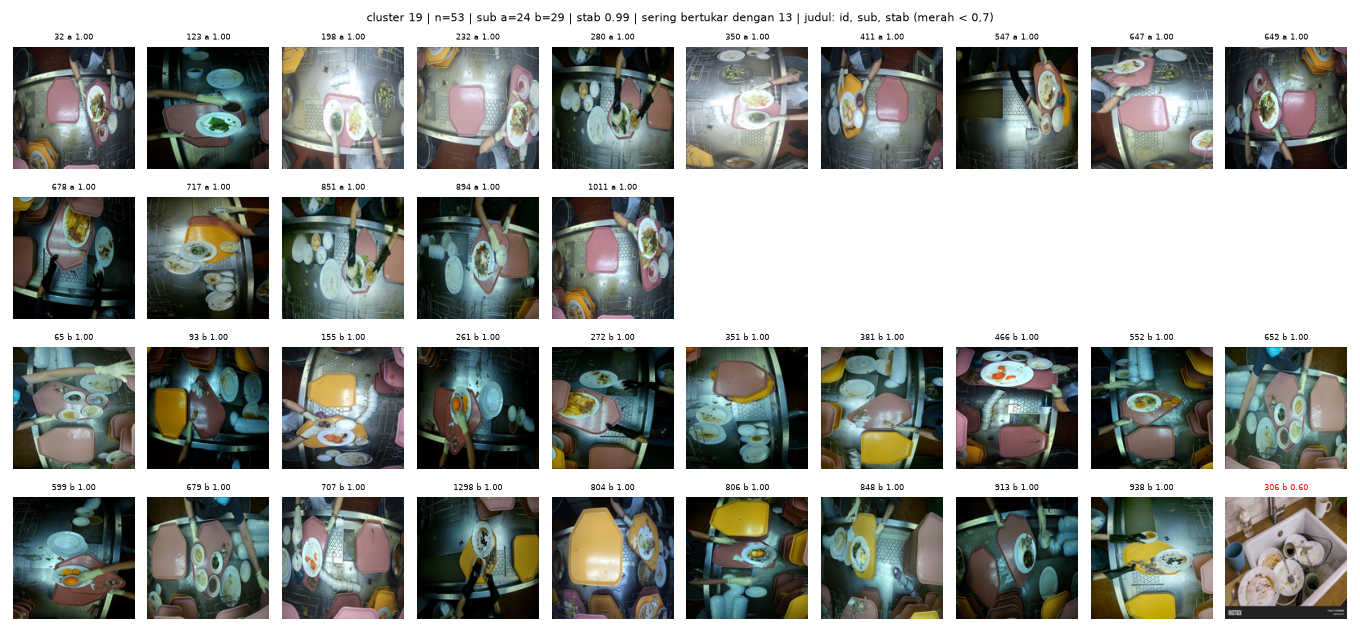 cluster 19 | n=53 | sub a=24 b=29 | stab 0.99 | sering bertukar dengan 13 | judul: id, sub, stab (merah < 0,7)
32 a 1.00 123 a 1.00 198 a 1.00 232 a 1.00 280 a 1.00 350 a 1.00 411 a 1.00 547 a 1.00 647 a 1.00 649 a 1.00
678 a 1.00 717 a 1.00 851 a 1.00 894 a 1.00 1011 a 1.00
65 b 1.00 93 b 1.00 155 b 1.00 261 b 1.00 272 b 1.00 351 b 1.00 381 b 1.00 466 b 1.00 552 b 1.00 652 b 1.00
599 b 1.00 679 b 1.00 707 b 1.00 1298 b 1.00 804 b 1.00 806 b 1.00 848 b 1.00 913 b 1.00 938 b 1.00 306 b 0.60